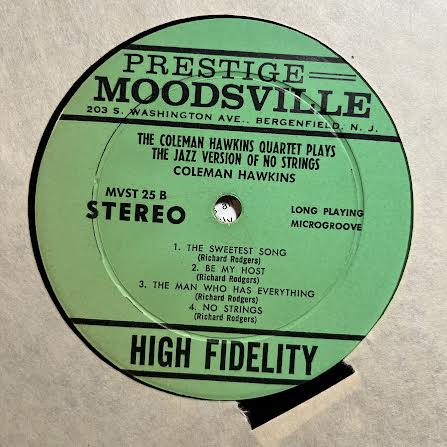 PRESTIGE
MOODSVILLE
203 S. WASHINGTON AVE., BERGENFIELD, N. J.
THE COLEMAN HAWKINS QUARTET PLAYS
THE JAZZ VERSION OF NO STRINGS
COLEMAN HAWKINS
MVST 25 B
STEREO
LONG PLAYING
MICROGROOVE
1. THE SWEETEST SONG
(Richard Rodgers)
2. BE MY HOST
(Richard Rodgers)
3. THE MAN WHO HAS EVERYTHING
(Richard Rodgers)
4. NO STRINGS
(Richard Rodgers)
HIGH FIDELITY